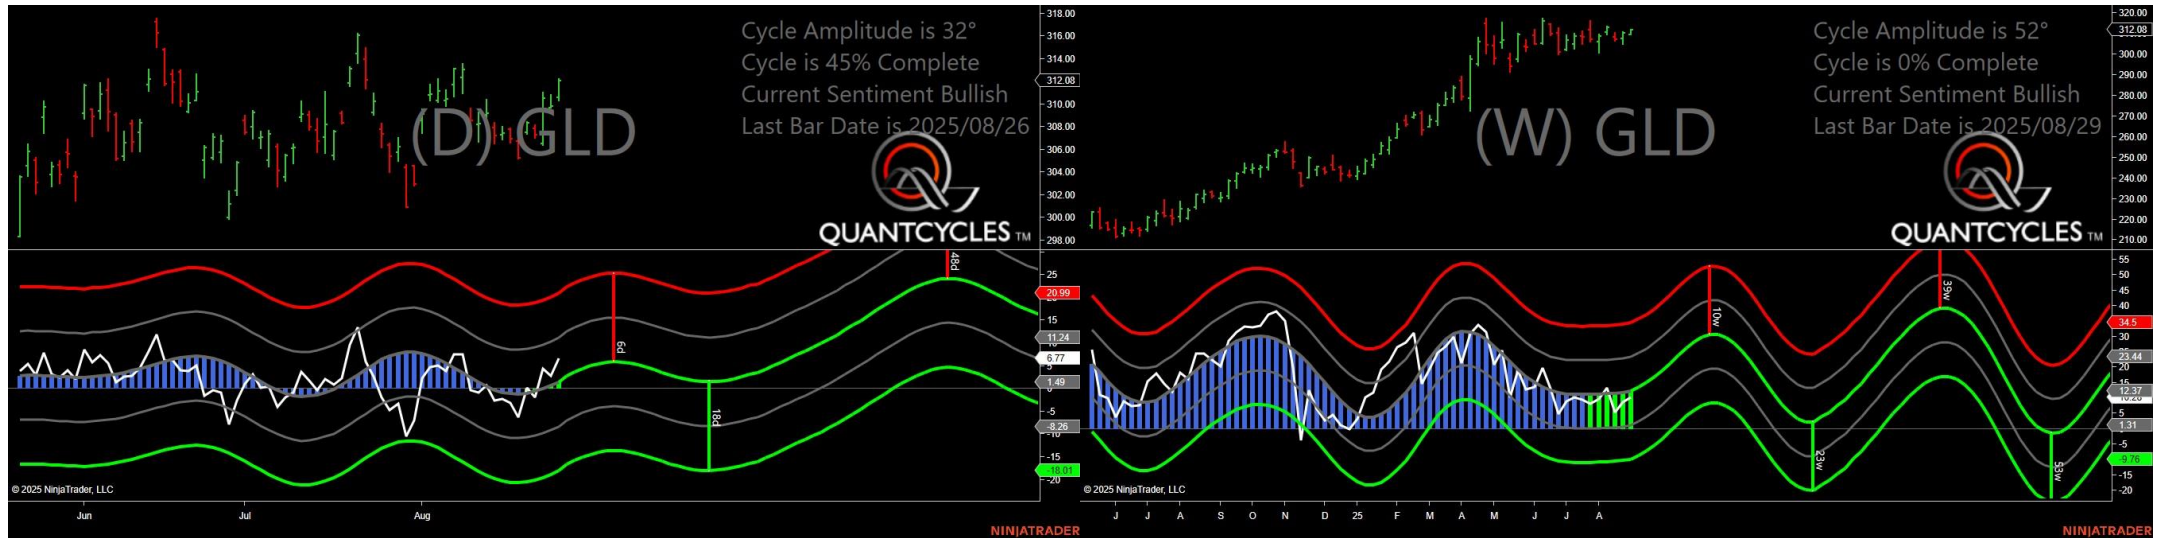 Cycle Amplitude is 32°
Cycle is 45% Complete
Current Sentiment Bullish
Last Bar Date is 2025/08/26
(D) GLD
QUANTCYCLES TM
318.00
316.00
314.00
312.08
310.00
308.00
306.00
304.00
302.00
300.00
298.00
48d
6d
18d
25
20.99
15
11.24
6.77
5
1.49
-5
-8.26
-10
-15
-18.01
-20
© 2025 NinjaTrader, LLC
Jun
Jul
Aug
NINJATRADER
Cycle Amplitude is 52°
Cycle is 0% Complete
Current Sentiment Bullish
Last Bar Date is 2025/08/29
(W) GLD
QUANTCYCLES TM
320.00
312.08
300.00
290.00
280.00
270.00
260.00
250.00
240.00
230.00
220.00
210.00
10w
39w
23w
53w
55
50
45
40
34.5
30
23.44
20
15
12.37
5
1.31
-5
-9.76
-15
-20
© 2025 NinjaTrader, LLC
J
J
A
S
O
N
D
25
F
M
A
M
J
J
A
NINJATRADER